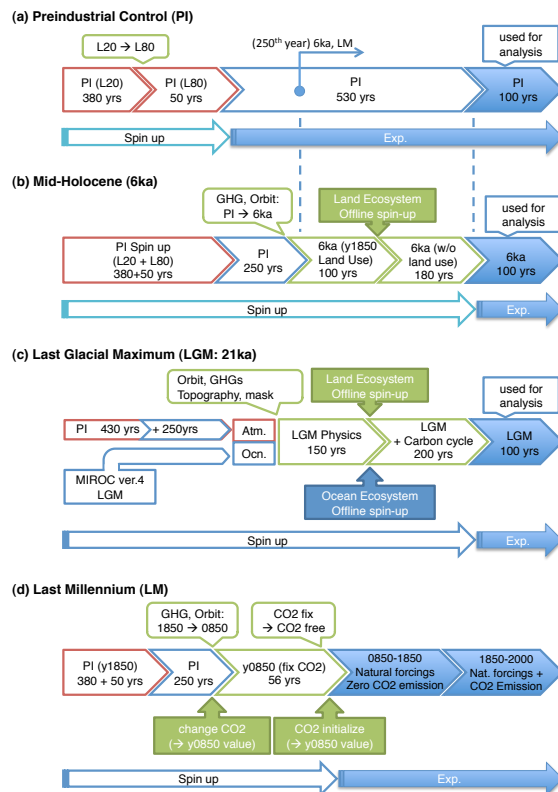 (a) Preindustrial Control (PI)
L20 → L80
(250th year) 6ka, LM
used for
analysis
PI (L20)
380 yrs
PI (L80)
50 yrs
PI
530 yrs
PI
100 yrs
Spin up
Exp.
(b) Mid-Holocene (6ka)
GHG, Orbit:
PI → 6ka
Land Ecosystem
Offline spin-up
used for
analysis
PI Spin up
(L20 + L80)
380+50 yrs
PI
250 yrs
6ka (y1850
Land Use)
100 yrs
6ka (w/o
land use)
180 yrs
6ka
100 yrs
Spin up
Exp.
(c) Last Glacial Maximum (LGM: 21ka)
Orbit, GHGs
Topography, mask
Land Ecosystem
Offline spin-up
used for
analysis
PI 430 yrs
+ 250yrs
Atm.
Ocn.
LGM Physics
150 yrs
LGM
+ Carbon cycle
200 yrs
LGM
100 yrs
MIROC ver.4
LGM
Ocean Ecosystem
Offline spin-up
Spin up
Exp.
(d) Last Millennium (LM)
GHG, Orbit:
1850 → 0850
CO2 fix
→ CO2 free
PI (y1850)
380 + 50 yrs
PI
250 yrs
y0850 (fix CO2)
56 yrs
0850-1850
Natural forcings
Zero CO2 emission
1850-2000
Nat. forcings +
CO2 Emission
change CO2
(→ y0850 value)
CO2 initialize
(→ y0850 value)
Spin up
Exp.